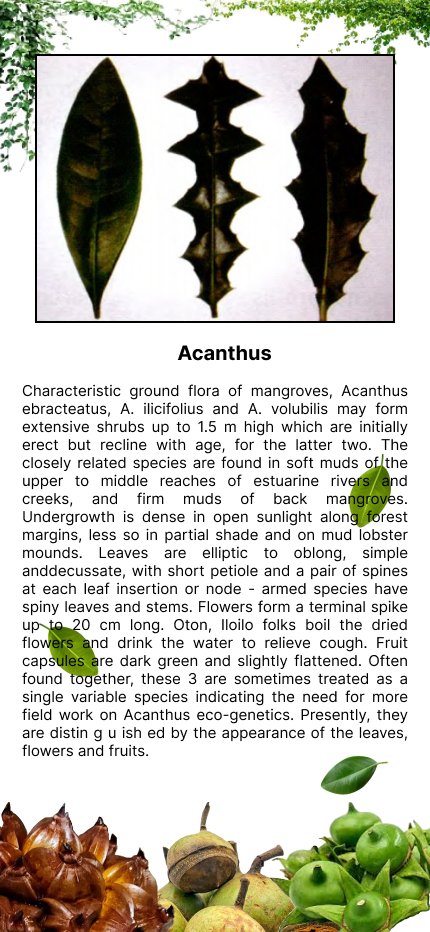 Acanthus
Characteristic ground flora of mangroves, Acanthus
ebracteatus, A. ilicifolius and A. volubilis may form
extensive shrubs up to 1.5 m high which are initially
erect but recline with age, for the latter two. The
closely related species are found in soft muds of the
upper to middle reaches of estuarine rivers and
creeks, and firm muds of back mangroves.
Undergrowth is dense in open sunlight along forest
margins, less so in partial shade and on mud lobster
mounds. Leaves are elliptic to oblong, simple
anddecussate, with short petiole and a pair of spines
at each leaf insertion or node - armed species have
spiny leaves and stems. Flowers form a terminal spike
up to 20 cm long. Oton, Iloilo folks boil the dried
flowers and drink the water to relieve cough. Fruit
capsules are dark green and slightly flattened. Often
found together, these 3 are sometimes treated as a
single variable species indicating the need for more
field work on Acanthus eco-genetics. Presently, they
are distin g u ish ed by the appearance of the leaves,
flowers and fruits.